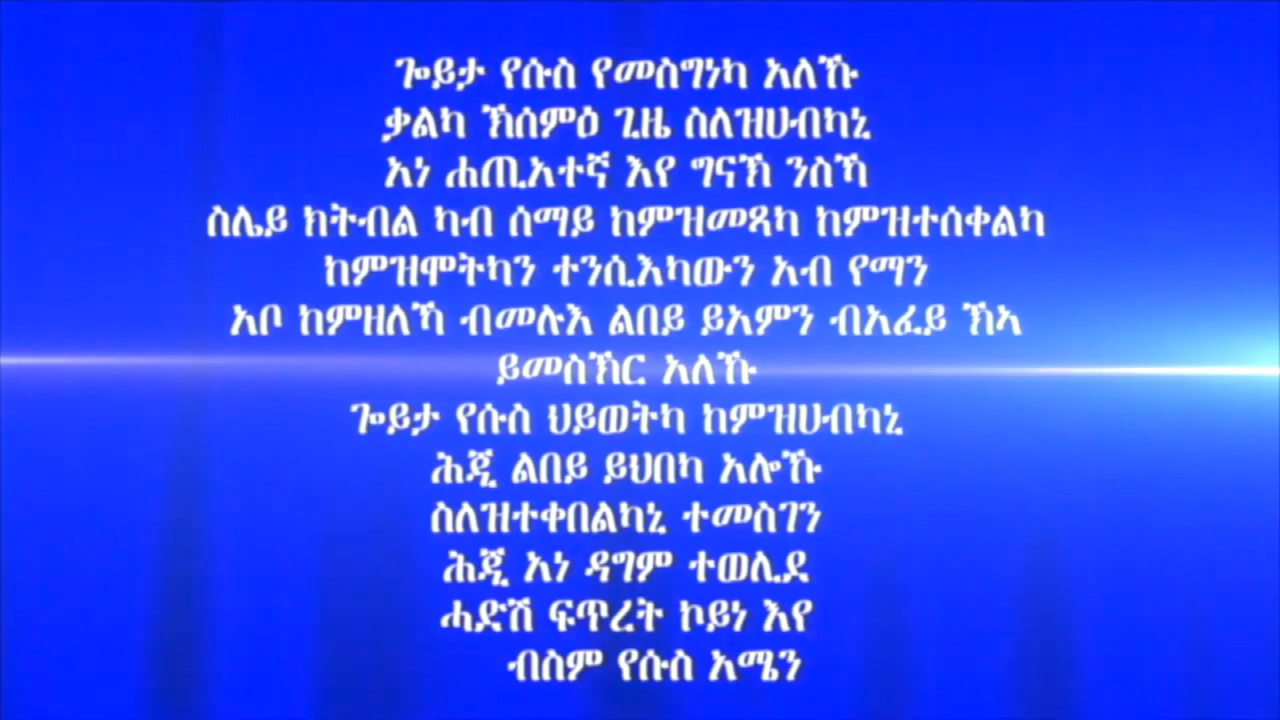 ጐይታ የሱስ የመስግነካ አለኹ
ቃልካ ኽሰምዕ ጊዜ ስለዝሀብካኒ
አነ ሐጢአተኛ እየ ግናኽ ንስኻ
ስሌይ ክትብል ካብ ሰማይ ከምዝመጻካ ከምዝተሰቀልካ
ከምዝሞትካን ተንሲእካውን አብ የማን
አቦ ከምዘለኻ ብመሉእ ልበይ ይአምን ብአፈይ ኽኣ
ይመስኽር አለኹ
ጐይታ የሱስ ህይወትካ ከምዝሀብካኒ
ሕጂ ልበይ ይህበካ አሎኹ
ስለዝተቀበልካኒ ተመስገን
ሕጂ አነ ዳግም ተወሊደ
ሓድሽ ፍጥረት ኮይነ እየ
ብስም የሱስ አሜን